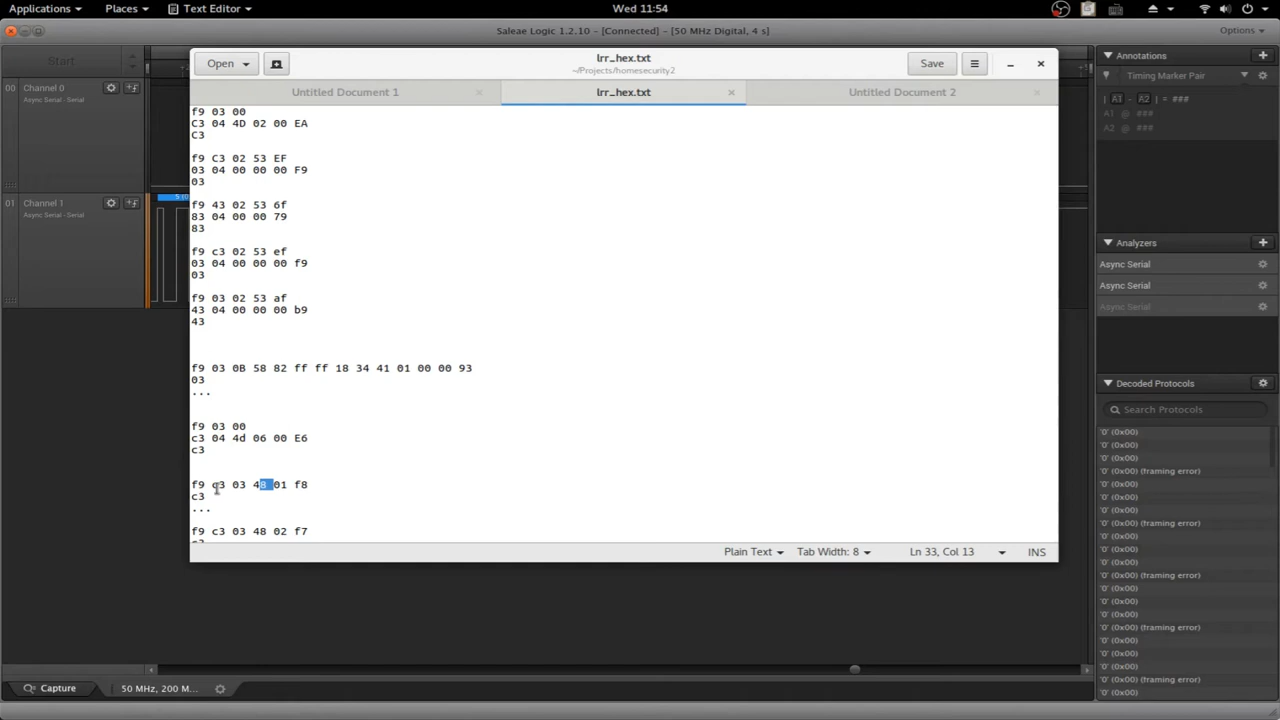 Applications Places Text Editor Wed 11:54
Saleae Logic 1.2.10 - [Connected] - [50 MHz Digital, 4 s]
Options
Start
00 Channel 0
Async Serial - Serial
01 Channel 1
Async Serial - Serial
Open
lrr_hex.txt
~/Projects/homesecurity2
Save
Untitled Document 1
lrr_hex.txt
Untitled Document 2
f9 03 00
C3 04 4D 02 00 EA
C3
f9 C3 02 53 EF
03 04 00 00 00 F9
03
f9 43 02 53 6f
83 04 00 00 79
83
f9 c3 02 53 ef
03 04 00 00 00 f9
03
f9 03 02 53 af
43 04 00 00 00 b9
43
f9 03 0B 58 82 ff ff 18 34 41 01 00 00 93
03
...
f9 03 00
c3 04 4d 06 00 E6
c3
f9 c3 03 48 01 f8
c3
...
f9 c3 03 48 02 f7
Plain Text Tab Width: 8 Ln 33, Col 13 INS
Annotations
Timing Marker Pair
| A1 - A2 | = ###
A1 @ ###
A2 @ ###
Analyzers
Async Serial
Async Serial
Async Serial
Decoded Protocols
Search Protocols
'0' (0x00)
'0' (0x00)
'0' (0x00)
'0' (0x00) (framing error)
'0' (0x00)
'0' (0x00)
'0' (0x00)
'0' (0x00) (framing error)
'0' (0x00)
'0' (0x00)
'0' (0x00)
'0' (0x00) (framing error)
'0' (0x00)
'0' (0x00)
'0' (0x00)
'0' (0x00) (framing error)
'0' (0x00)
'0' (0x00)
'0' (0x00)
'0' (0x00) (framing error)
'0' (0x00)
Capture 50 MHz, 200 M...